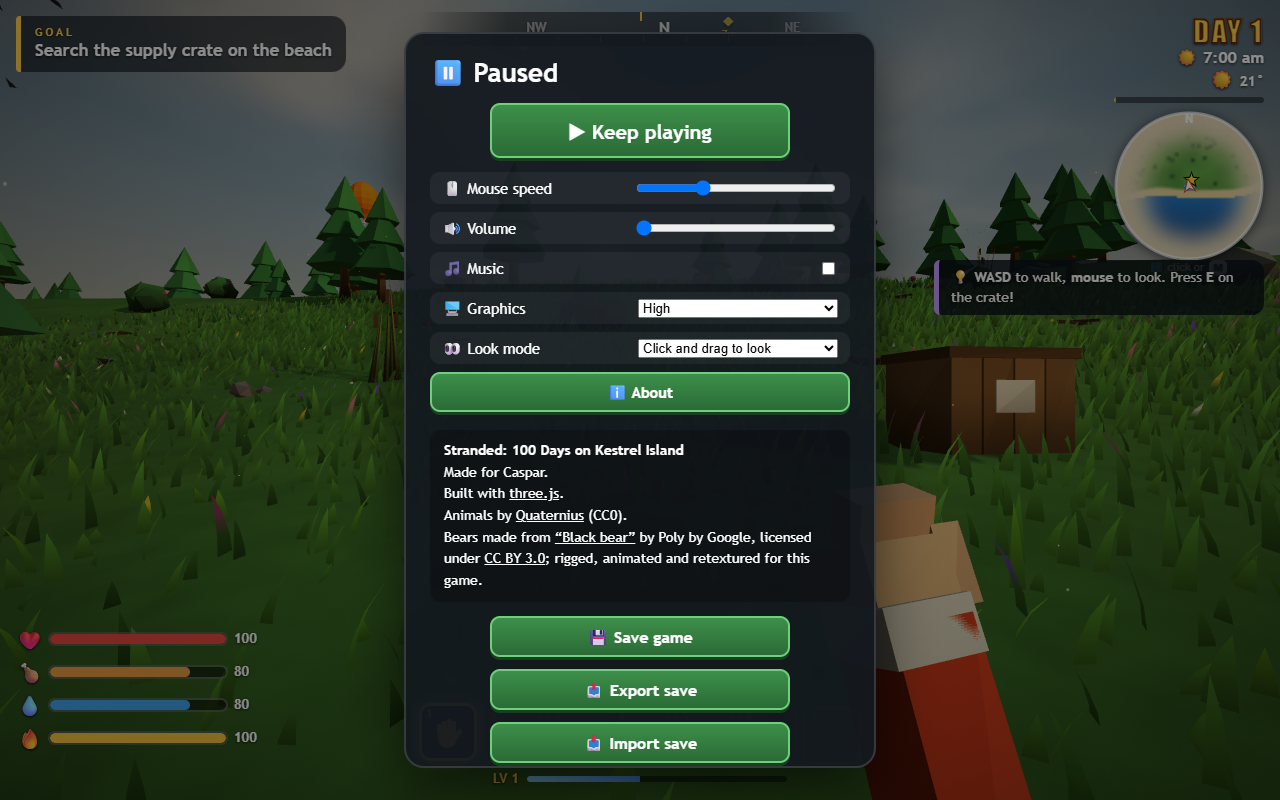 GOAL
Search the supply crate on the beach
NW
N
NE
DAY 1
7:00 am
21°
N
Paused
Keep playing
Mouse speed
Volume
Music
Graphics
High
Look mode
Click and drag to look
About
WASD to walk, mouse to look. Press E on
the crate!
Stranded: 100 Days on Kestrel Island
Made for Caspar.
Built with three.js.
Animals by Quaternius (CC0).
Bears made from “Black bear” by Poly by Google, licensed
under CC BY 3.0; rigged, animated and retextured for this
game.
Save game
Export save
Import save
100
80
80
100
LV 1